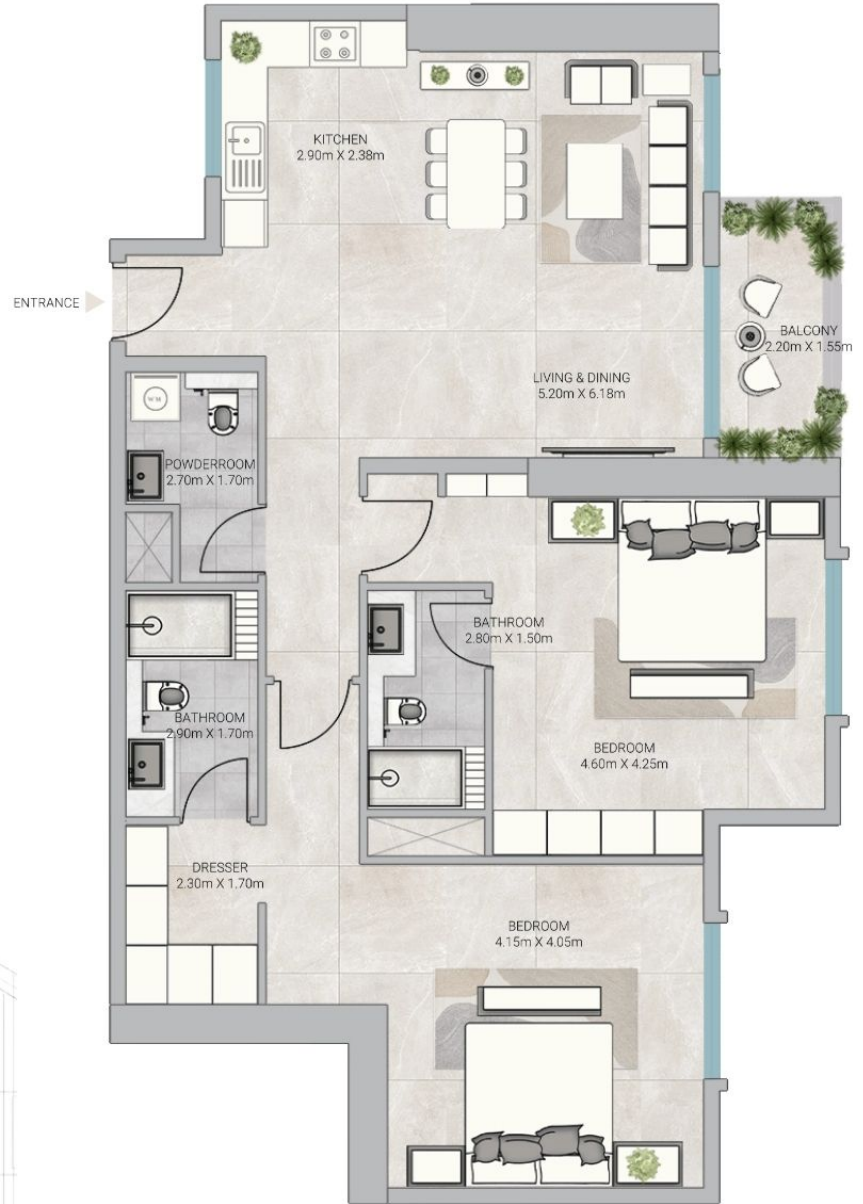 KITCHEN
2.90m X 2.38m
ENTRANCE
BALCONY
2.20m X 1.55m
LIVING & DINING
5.20m X 6.18m
WM
POWDERROOM
2.70m X 1.70m
BATHROOM
2.80m X 1.50m
BATHROOM
2.90m X 1.70m
BEDROOM
4.60m X 4.25m
DRESSER
2.30m X 1.70m
BEDROOM
4.15m X 4.05m